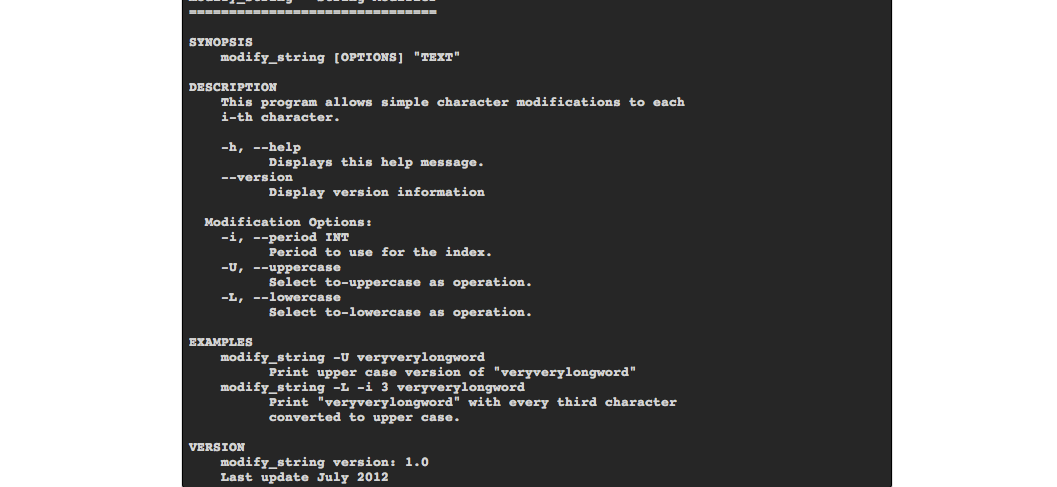 ==============================
SYNOPSIS
modify_string [OPTIONS] "TEXT"
DESCRIPTION
This program allows simple character modifications to each
i-th character.
-h, --help
Displays this help message.
--version
Display version information
Modification Options:
-i, --period INT
Period to use for the index.
-U, --uppercase
Select to-uppercase as operation.
-L, --lowercase
Select to-lowercase as operation.
EXAMPLES
modify_string -U veryverylongword
Print upper case version of "veryverylongword"
modify_string -L -i 3 veryverylongword
Print "veryverylongword" with every third character
converted to upper case.
VERSION
modify_string version: 1.0
Last update July 2012